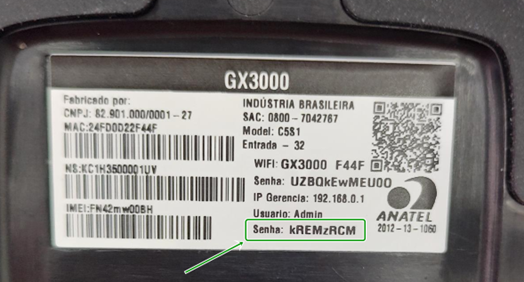 GX3000
Fabricado por:
CNPJ: 82.901.000/0001-27
MAC:24FD0D22F44F
NS:KC1H3500001UV
IMEI:FN42mw00BH
INDÚSTRIA BRASILEIRA
SAC: 0800 - 7042767
Model: C5S1
Entrada - 32
WIFI: GX3000 F44F
Senha: UZBQkEwMEU0Q
IP Gerencia: 192.168.0.1
Usuario: Admin
Senha: kREMzRCM
ANATEL
2012-13-1060